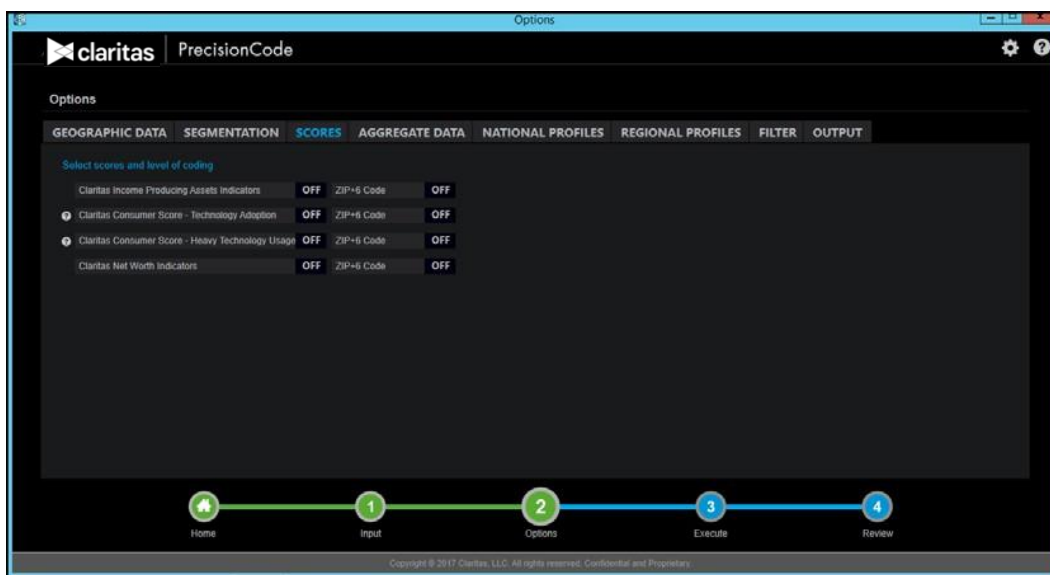 Options
claritas PrecisionCode
Options
GEOGRAPHIC DATA SEGMENTATION SCORES AGGREGATE DATA NATIONAL PROFILES REGIONAL PROFILES FILTER OUTPUT
Select scores and level of coding
Claritas Income Producing Assets Indicators OFF ZIP+6 Code OFF
? Claritas Consumer Score - Technology Adoption OFF ZIP+6 Code OFF
? Claritas Consumer Score - Heavy Technology Usage OFF ZIP+6 Code OFF
Claritas Net Worth Indicators OFF ZIP+6 Code OFF
1 2 3 4
Home Input Options Execute Review
Copyright © 2017 Claritas, LLC. All rights reserved. Confidential and Proprietary.